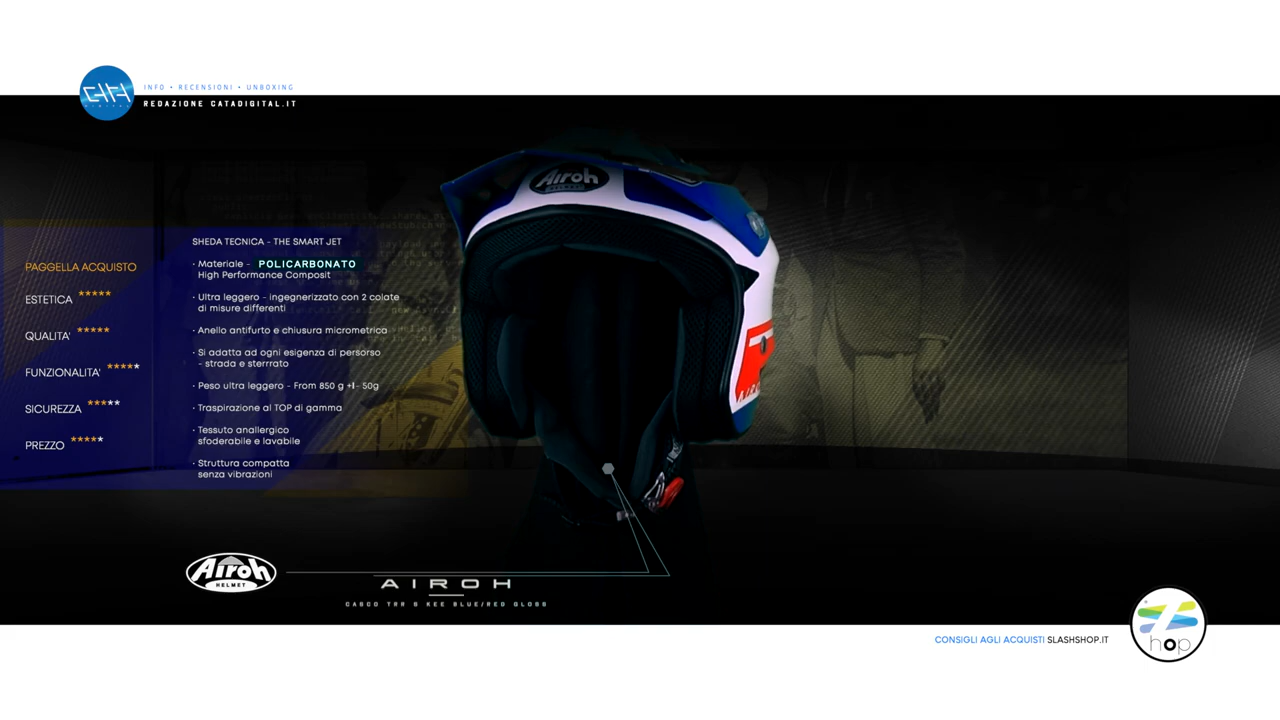 INFO • RECENSIONI • UNBOXING
REDAZIONE CATADIGITAL.IT
Airoh
SHEDA TECNICA - THE SMART JET
· Materiale - POLICARBONATO
High Performance Composit
· Ultra leggero - ingegnerizzato con 2 colate
di misure differenti
· Anello antifurto e chiusura micrometrica
· Si adatta ad ogni esigenza di persorso
- strada e sterrrato
· Peso ultra leggero - From 850 g +l- 50g
· Traspirazione al TOP di gamma
· Tessuto anallergico
sfoderabile e lavabile
· Struttura compatta
senza vibrazioni
PAGGELLA ACQUISTO
ESTETICA *****
QUALITA' *****
FUNZIONALITA' *****
SICUREZZA *****
PREZZO *****
Airoh
HELMET
AIROH
CASCO TRR S KEE BLUE/RED GLOSS
CONSIGLI AGLI ACQUISTI SLASHSHOP.IT
hop